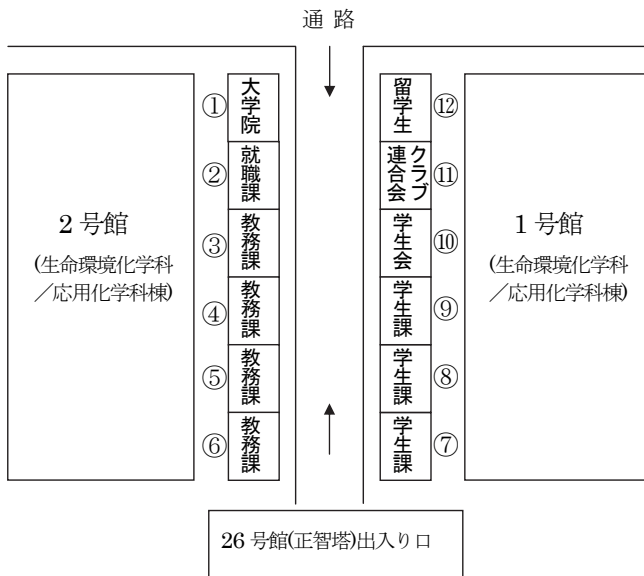 通 路
① 大学院
② 就職課
③ 教務課
④ 教務課
⑤ 教務課
⑥ 教務課
留学生 ⑫
クラブ
連合会 ⑪
学生会 ⑩
学生課 ⑨
学生課 ⑧
学生課 ⑦
2 号館
(生命環境化学科
／応用化学科棟)
1 号館
(生命環境化学科
／応用化学科棟)
26 号館(正智塔)出入り口